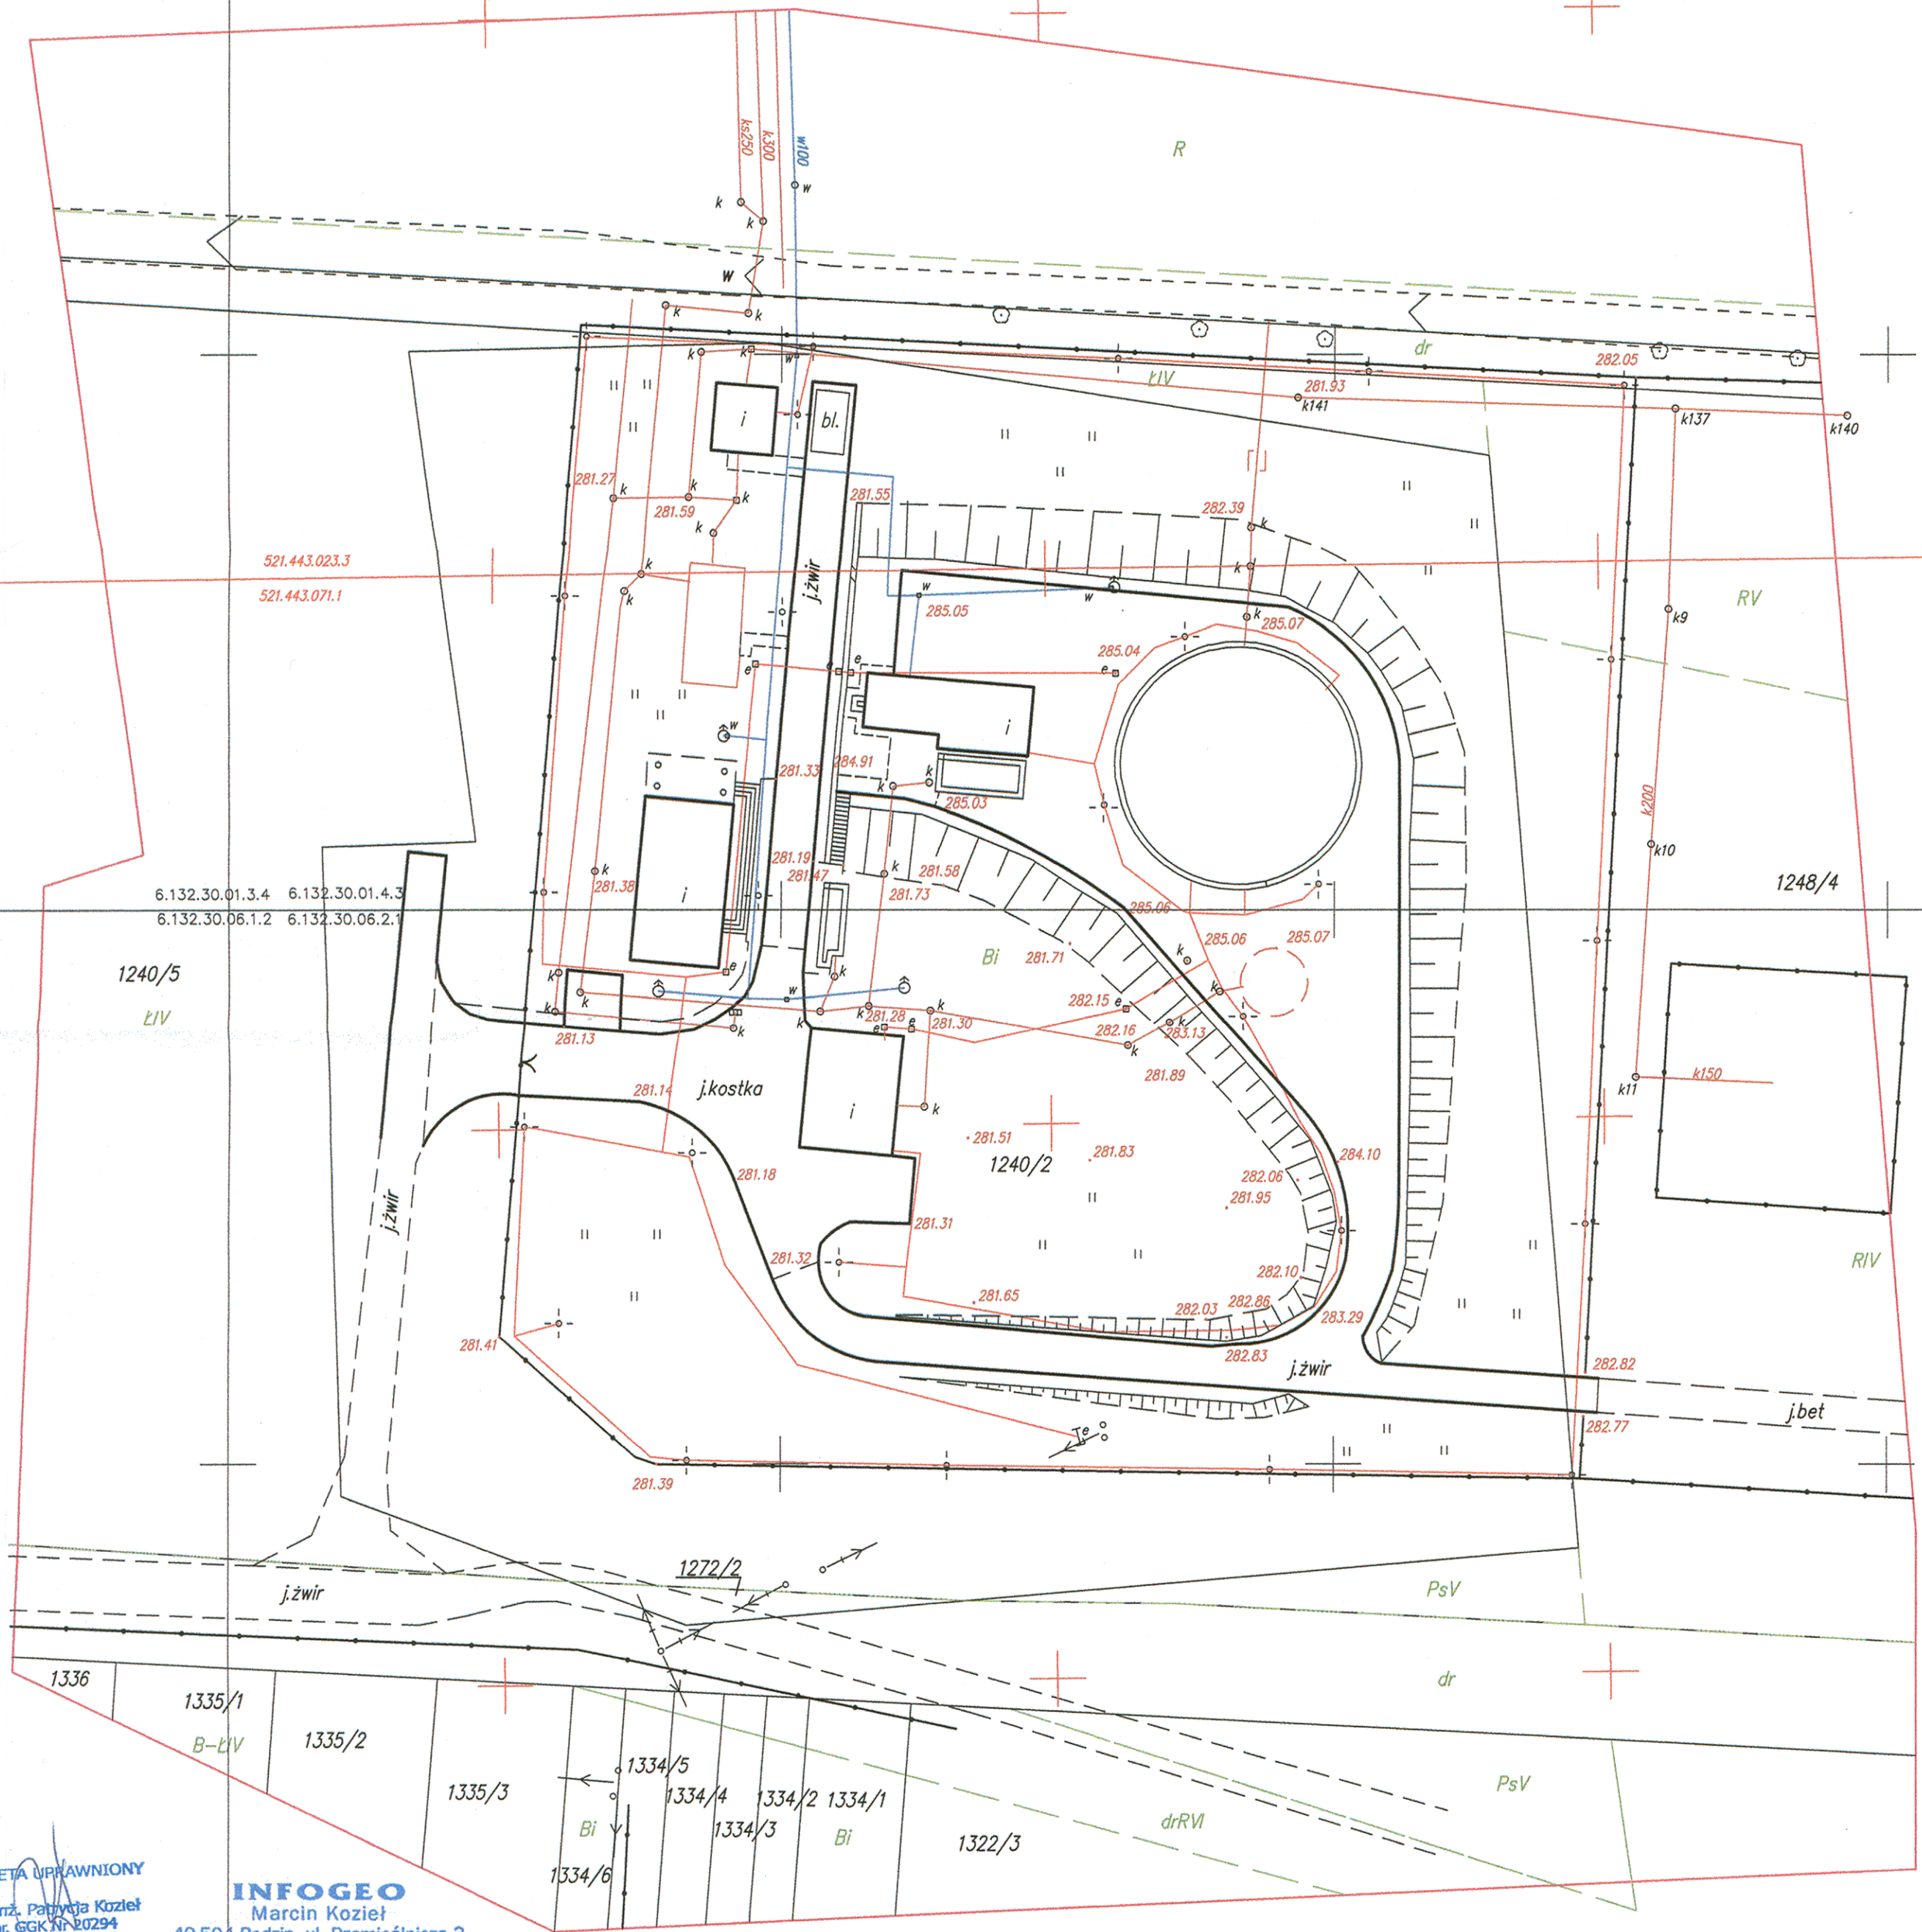 ks250
k300
w100
w
R
k
k
W
k
k
dr
282.05
k
k
w
ŁIV
281.93
k141
k137
k140
i
bl.
281.27
k
281.59
k
k
281.55
282.39
k
521.443.023.3
521.443.071.1
k
k
j.żwir
w
285.05
w
k
k
285.07
RV
k9
e
e
e
285.04
e
w
i
281.33
284.91
k
k
285.03
k200
k10
281.19
281.47
k
281.38
i
k
281.58
281.73
285.06
1248/4
6.132.30.01.3.4
6.132.30.01.4.3
6.132.30.06.1.2
6.132.30.06.2.1
1240/5
ŁIV
Bi
281.71
k
285.06
285.07
k
k
e
k
k
w
k
k
281.28
281.30
e
e
282.15
e
282.16
k
283.13
k
281.13
k
281.89
k11
k150
281.14
j.kostka
i
k
281.51
281.83
1240/2
284.10
282.06
281.95
281.18
j.żwir
281.31
281.32
282.10
RIV
281.65
282.03
282.86
283.29
281.41
282.83
j.żwir
282.82
j.bet
282.77
e
281.39
1272/2
j.żwir
PsV
dr
1336
1335/1
B-ŁIV
1335/2
1335/3
1334/5
1334/4
1334/2
1334/1
1334/3
Bi
Bi
1334/6
1322/3
drRVI
PsV
UPRAWNIONY
Patrycja Kozieł
GGK Nr 20294
INFOGEO
Marcin Kozieł